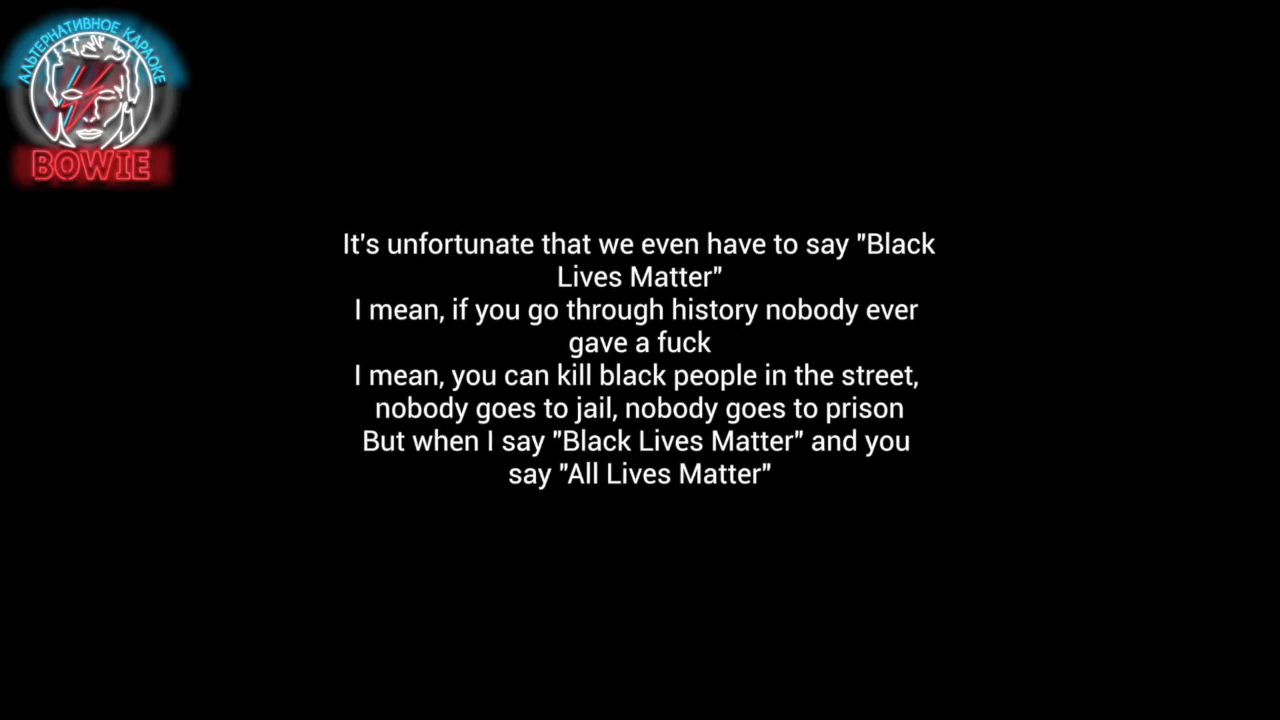 АЛЬТЕРНАТИВНОЕ КАРАОКЕ
BOWIE
It's unfortunate that we even have to say "Black
Lives Matter"
I mean, if you go through history nobody ever
gave a fuck
I mean, you can kill black people in the street,
nobody goes to jail, nobody goes to prison
But when I say "Black Lives Matter" and you
say "All Lives Matter"